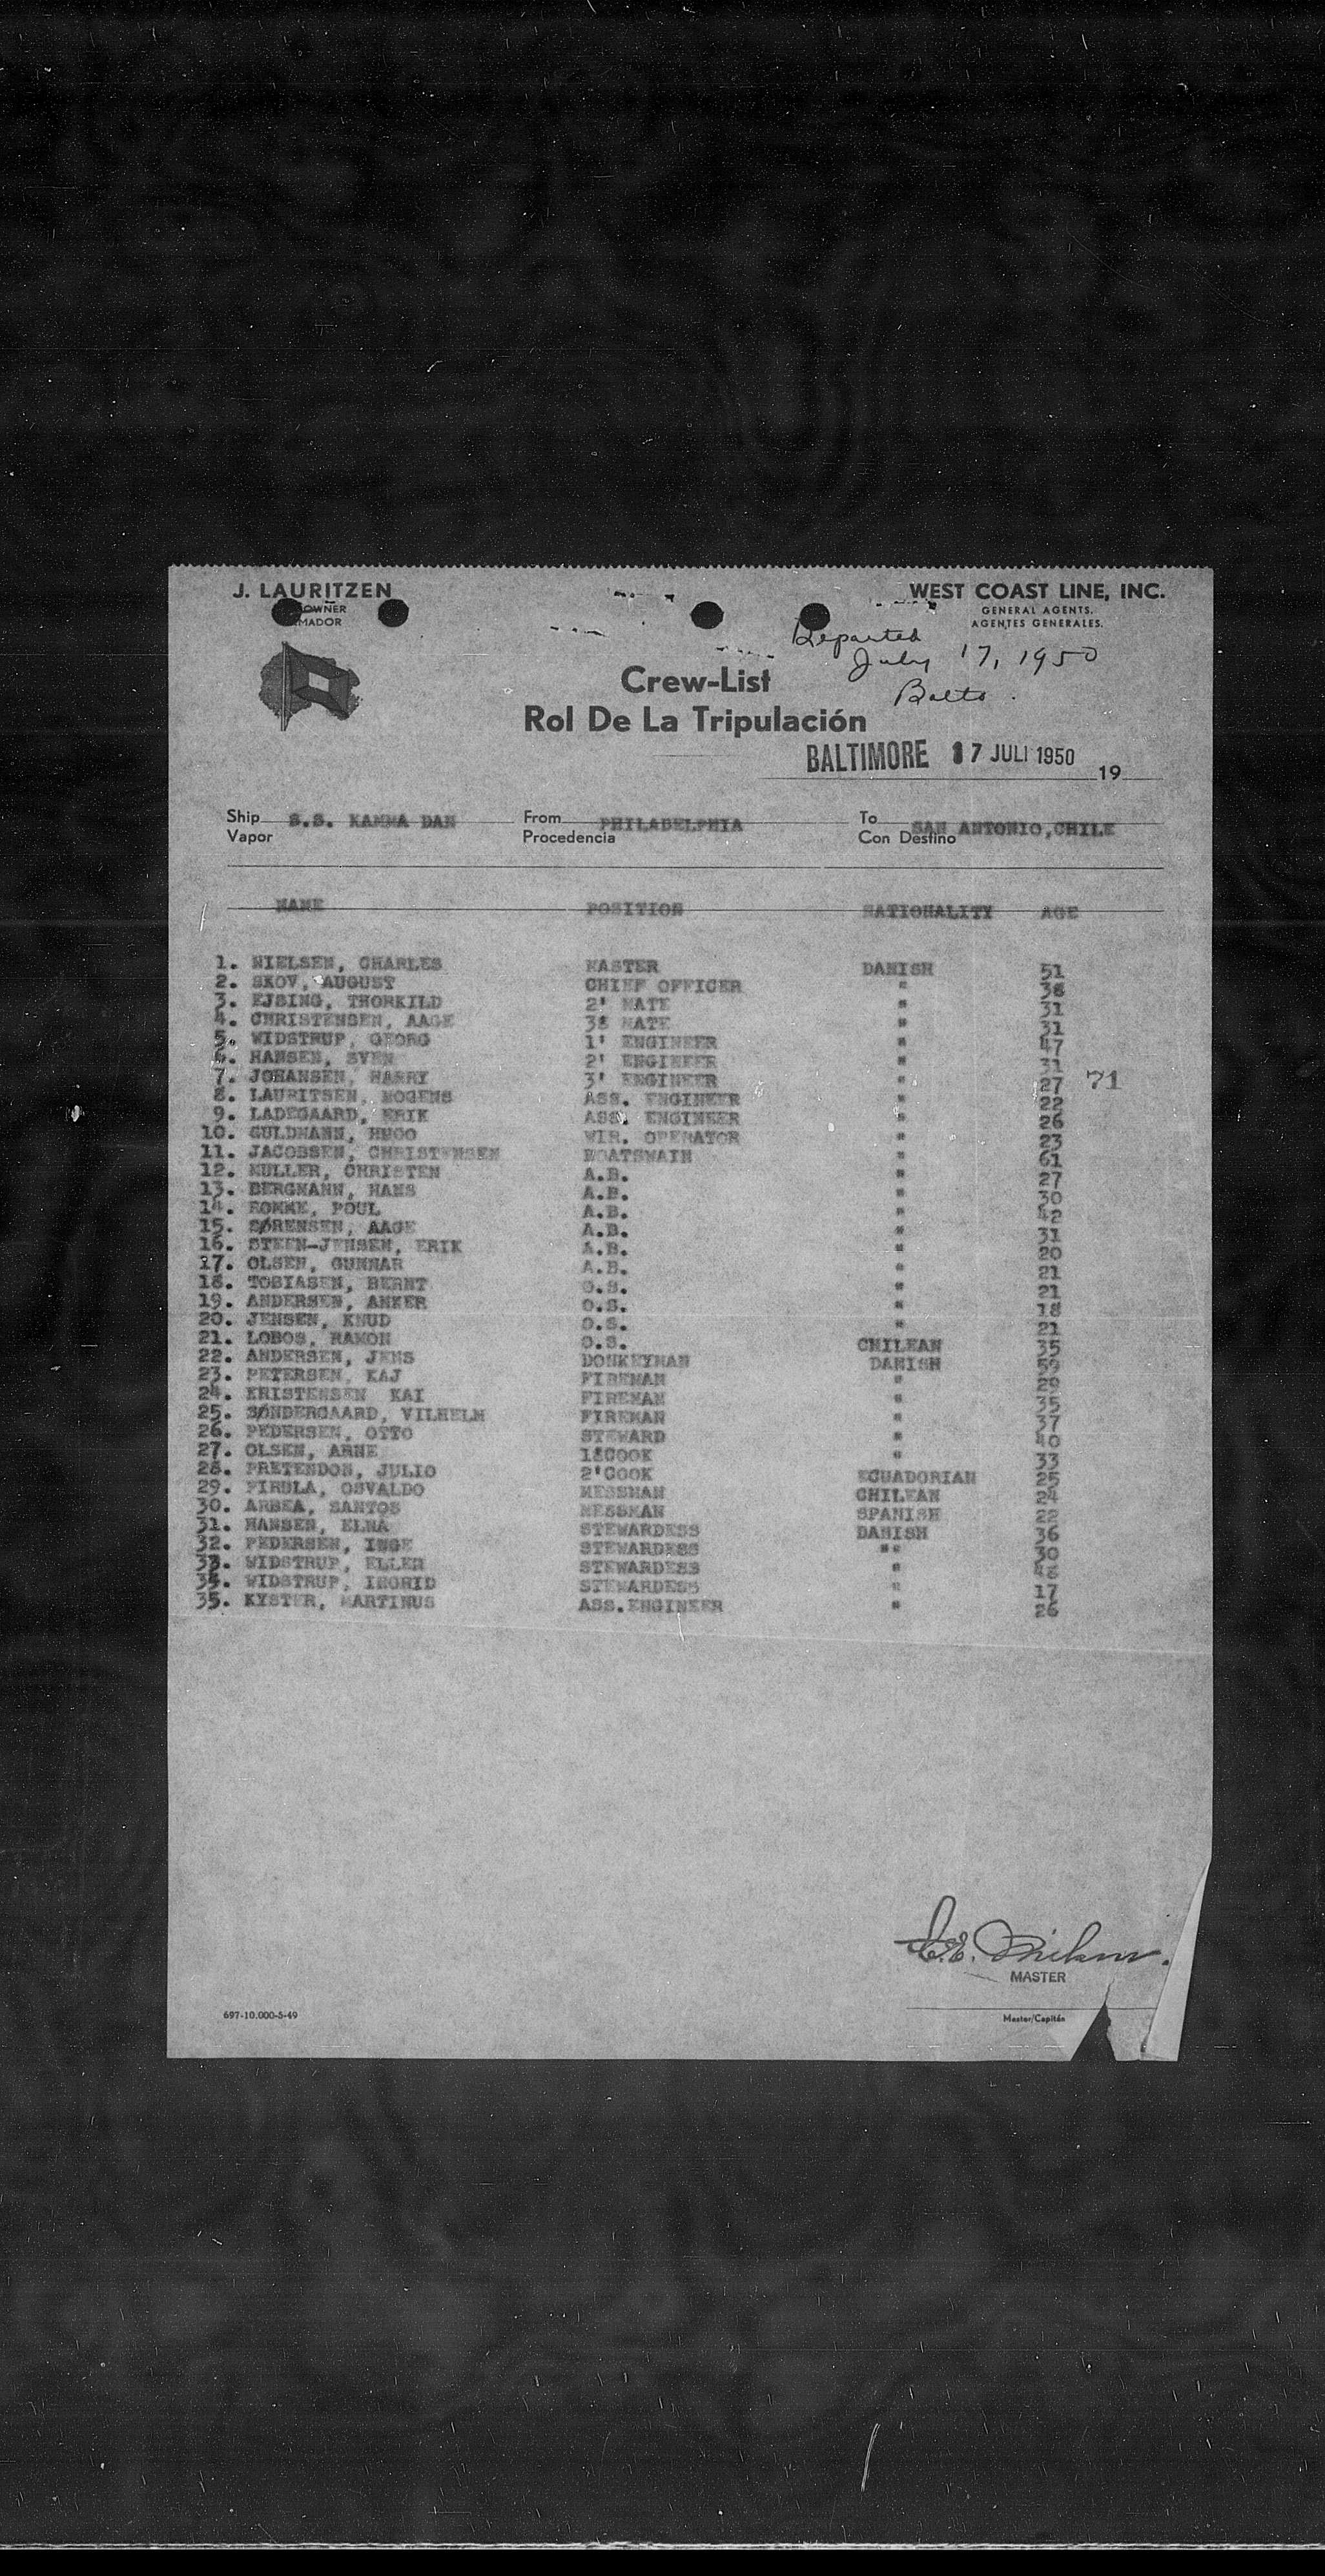 J. LAURITZEN
OWNER
MADOR
WEST COAST LINE, INC.
GENERAL AGENTS.
AGENTES GENERALES.
Departed
July 17, 1950
Balto.
Crew-List
Rol De La Tripulación
BALTIMORE 17 JULI 1950
19
Ship S.S. KAMMA DAN From PHILADELPHIA To SAN ANTONIO, CHILE
Vapor Procedencia Con Destino
NAME POSITION NATIONALITY AGE
1. NIELSEN, CHARLES MASTER DANISH 51
2. SKOV, AUGUST CHIEF OFFICER " 38
3. EJSING, THORKILD 2' MATE " 31
4. CHRISTENSEN, AAGE 3' MATE " 31
5. WIDSTRUP, GEORG 1' ENGINEER " 47
6. HANSEN, SVEN 2' ENGINEER " 31
7. JOHANSEN, HARRY 3' ENGINEER " 27 71
8. LAURITSEN, MOGENS ASS. ENGINEER " 22
9. LADEGAARD, ERIK ASS. ENGINEER " 26
10. GULDMANN, HUGO WIR. OPERATOR " 23
11. JACOBSEN, CHRISTENSEN BOATSWAIN " 61
12. MULLER, CHRISTEN A.B. " 27
13. BERGMANN, HANS A.B. " 30
14. ROMME, POUL A.B. " 42
15. SØRENSEN, AAGE A.B. " 31
16. STEEN-JENSEN, ERIK A.B. " 20
17. OLSEN, GUNNAR A.B. " 21
18. TOBIASEN, BERNT O.S. " 21
19. ANDERSEN, ANKER O.S. " 18
20. JENSEN, KNUD O.S. " 21
21. LOBOS, RAMON O.S. CHILEAN 35
22. ANDERSEN, JENS DONKEYMAN DANISH 59
23. PETERSEN, KAJ FIREMAN " 29
24. KRISTENSEN KAI FIREMAN " 35
25. SØNDERGAARD, VILHELM FIREMAN " 37
26. PEDERSEN, OTTO STEWARD " 40
27. OLSEN, ARNE 1'COOK " 33
28. PRETENDON, JULIO 2'COOK ECUADORIAN 25
29. PIRULA, OSVALDO MESSMAN CHILEAN 24
30. ARBEA, SANTOS MESSMAN SPANISH 22
31. HANSEN, ELNA STEWARDESS DANISH 36
32. PEDERSEN, INGE STEWARDESS " 30
33. WIDSTRUP, ELLEN STEWARDESS " 48
34. WIDSTRUP, INGRID STEWARDESS " 17
35. KYSTER, MARTINUS ASS.ENGINEER " 26
C.E. Nielsen.
MASTER
Master/Capitán
697-10.000-5-49